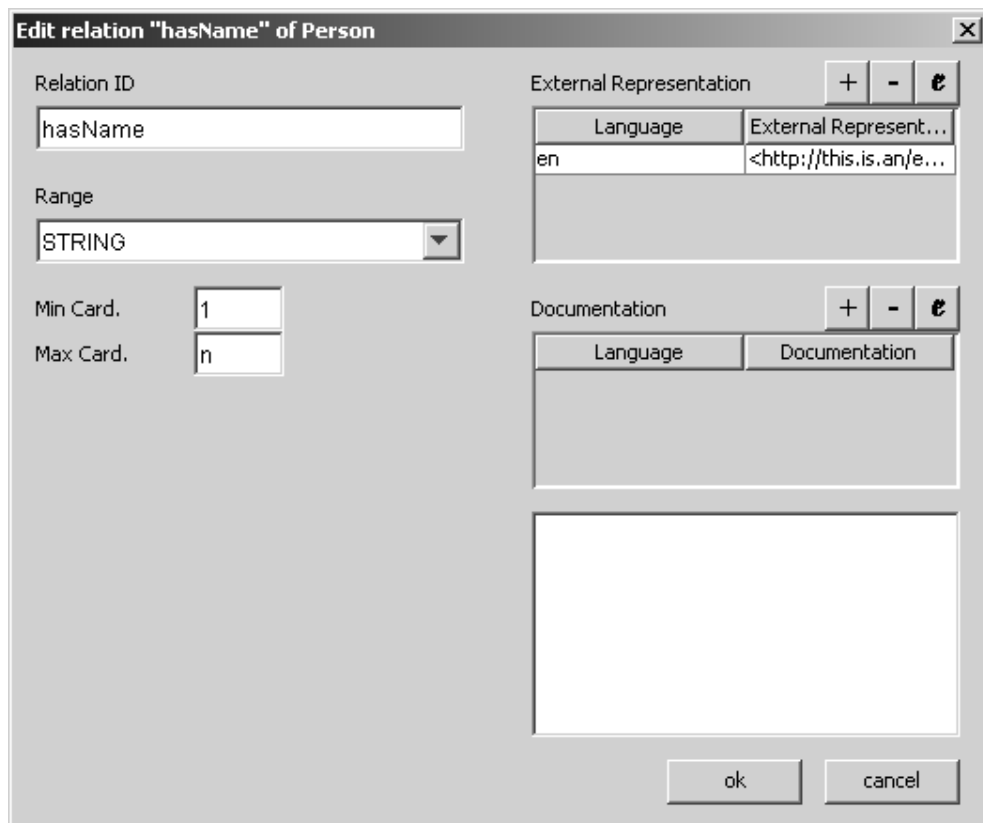 Edit relation "hasName" of Person
Relation ID
hasName
Range
STRING
Min Card.
1
Max Card.
n
External Representation
+ - e
Language External Represent...
en <http://this.is.an/e...
Documentation
+ - e
Language Documentation
ok cancel